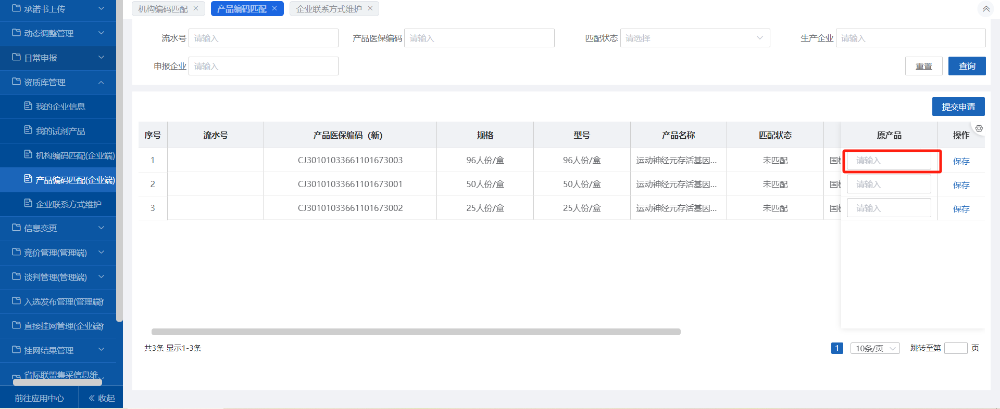 承诺书上传
动态调整管理
日常申报
资质库管理
我的企业信息
我的试剂产品
机构编码匹配(企业端)
产品编码匹配(企业端)
企业联系方式维护
信息变更
竞价管理(管理端)
谈判管理(管理端)
入选发布管理(管理端)
直接挂网管理(企业端)
挂网结果管理
省际联盟集采信息维
前往应用中心 收起
机构编码匹配 产品编码匹配 企业联系方式维护
流水号 请输入 产品医保编码 请输入 匹配状态 请选择 生产企业 请输入
申报企业 请输入 重置 查询
提交申请
序号 流水号 产品医保编码（新） 规格 型号 产品名称 匹配状态 原产品 操作
1 CJ30101033661101673003 96人份/盒 96人份/盒 运动神经元存活基因... 未匹配 国 请输入 保存
2 CJ30101033661101673001 50人份/盒 50人份/盒 运动神经元存活基因... 未匹配 国 请输入 保存
3 CJ30101033661101673002 25人份/盒 25人份/盒 运动神经元存活基因... 未匹配 国 请输入 保存
共3条 显示1-3条 1 10条/页 跳转至第 页